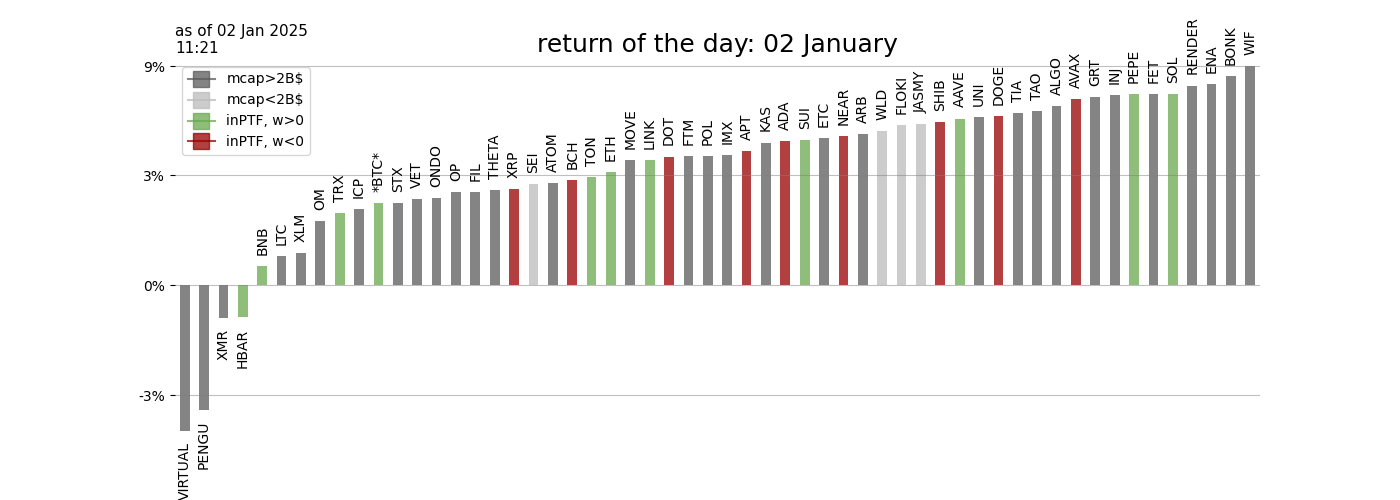 as of 02 Jan 2025
11:21
return of the day: 02 January
9%
3%
0%
-3%
mcap>2B$
mcap<2B$
inPTF, w>0
inPTF, w<0
VIRTUAL
PENGU
XMR
HBAR
BNB
LTC
XLM
OM
TRX
ICP
*BTC*
STX
VET
ONDO
OP
FIL
THETA
XRP
SEI
ATOM
BCH
TON
ETH
MOVE
LINK
DOT
FTM
POL
IMX
APT
KAS
ADA
SUI
ETC
NEAR
ARB
WLD
FLOKI
JASMY
SHIB
AAVE
UNI
DOGE
TIA
TAO
ALGO
AVAX
GRT
INJ
PEPE
FET
SOL
RENDER
ENA
BONK
WIF